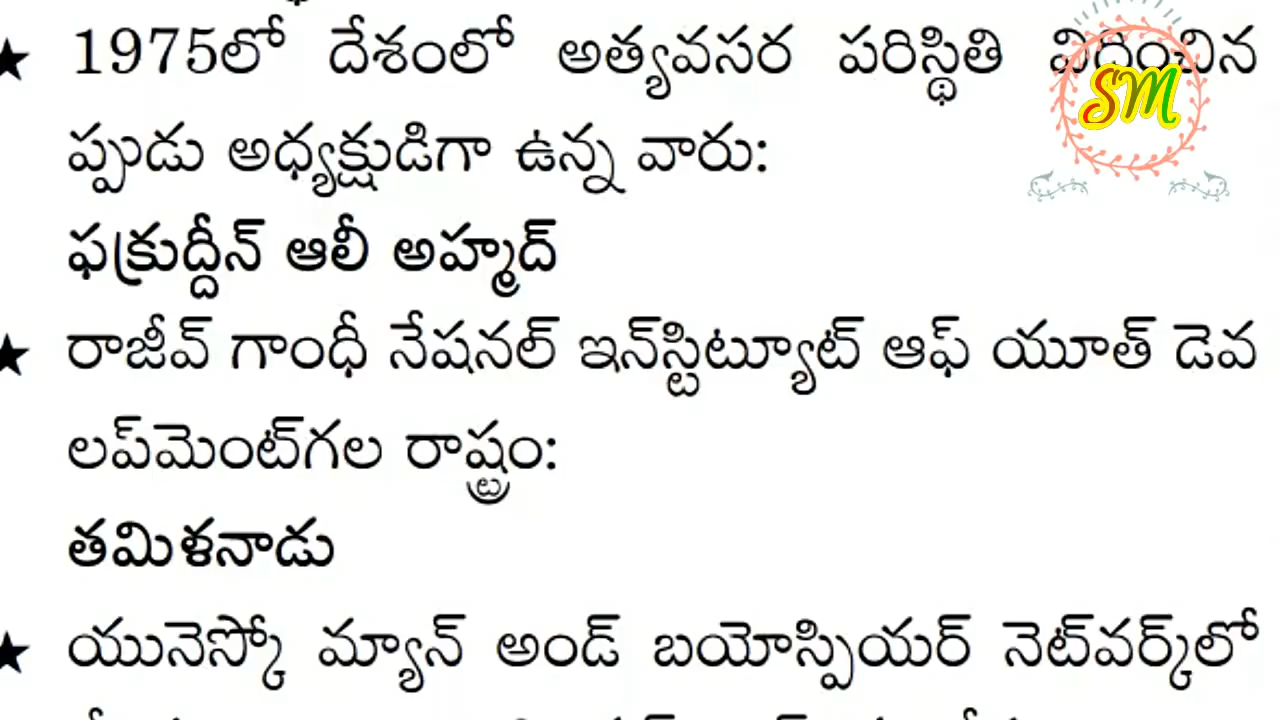 ★ 1975లో దేశంలో అత్యవసర పరిస్థితి విధించిన
SM
ప్పుడు అధ్యక్షుడిగా ఉన్న వారు:
ఫక్రుద్దీన్ ఆలీ అహ్మద్
★ రాజీవ్ గాంధీ నేషనల్ ఇన్‌స్టిట్యూట్ ఆఫ్ యూత్ డెవ
లప్‌మెంట్‌గల రాష్ట్రం:
తమిళనాడు
★ యునెస్కో మ్యాన్ అండ్ బయోస్పియర్ నెట్‌వర్క్‌లో